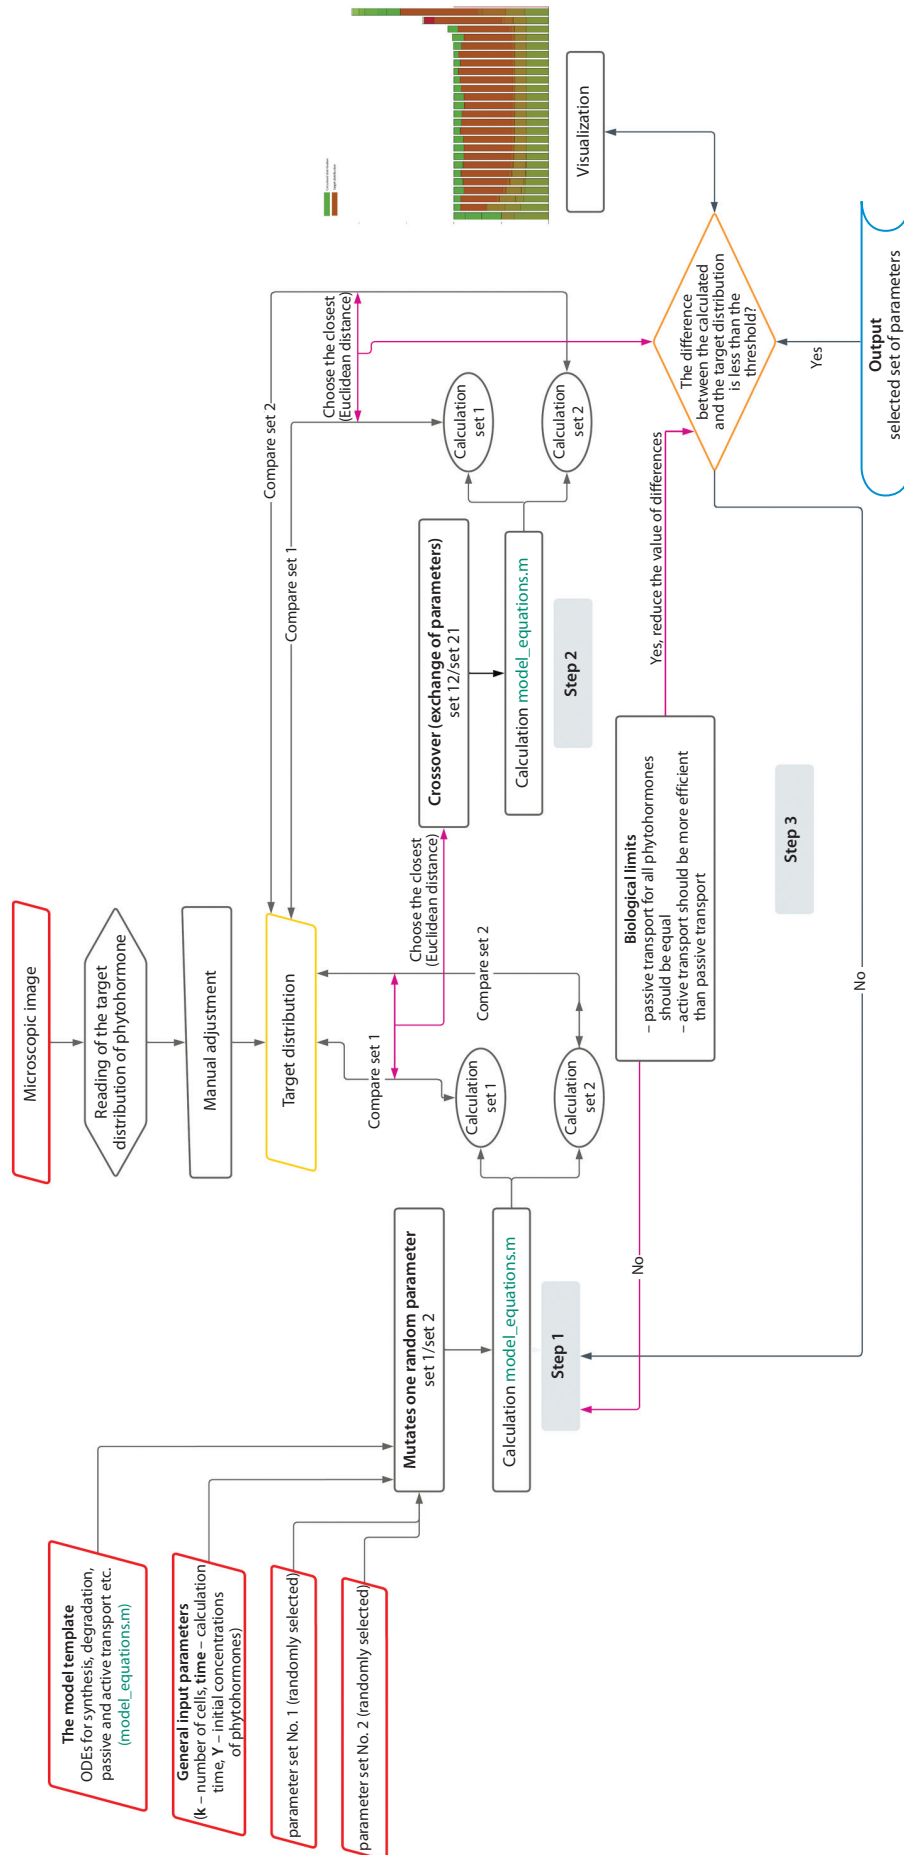 Microscopic image
Reading of the target
distribution of phytohormone
Manual adjustment
Target distribution
The model template
ODEs for synthesis, degradation,
passive and active transport etc.
(model_equations.m)
General input parameters
(k – number of cells, time – calculation
time, Y – initial concentrations
of phytohormones)
parameter set No. 1 (randomly selected)
parameter set No. 2 (randomly selected)
Mutates one random parameter
set 1/set 2
Calculation model_equations.m
Step 1
Calculation
set 1
Calculation
set 2
Compare set 1
Compare set 2
Choose the closest
(Euclidean distance)
Crossover (exchange of parameters)
set 12/set 21
Calculation model_equations.m
Step 2
Calculation
set 1
Calculation
set 2
Compare set 2
Compare set 1
Choose the closest
(Euclidean distance)
Biological limits
– passive transport for all phytohormones
should be equal
– active transport should be more efficient
than passive transport
Step 3
No
Yes, reduce the value of differences
The difference
between the calculated
and the target distribution
is less than the
threshold?
No
Yes
Output
selected set of parameters
Visualization